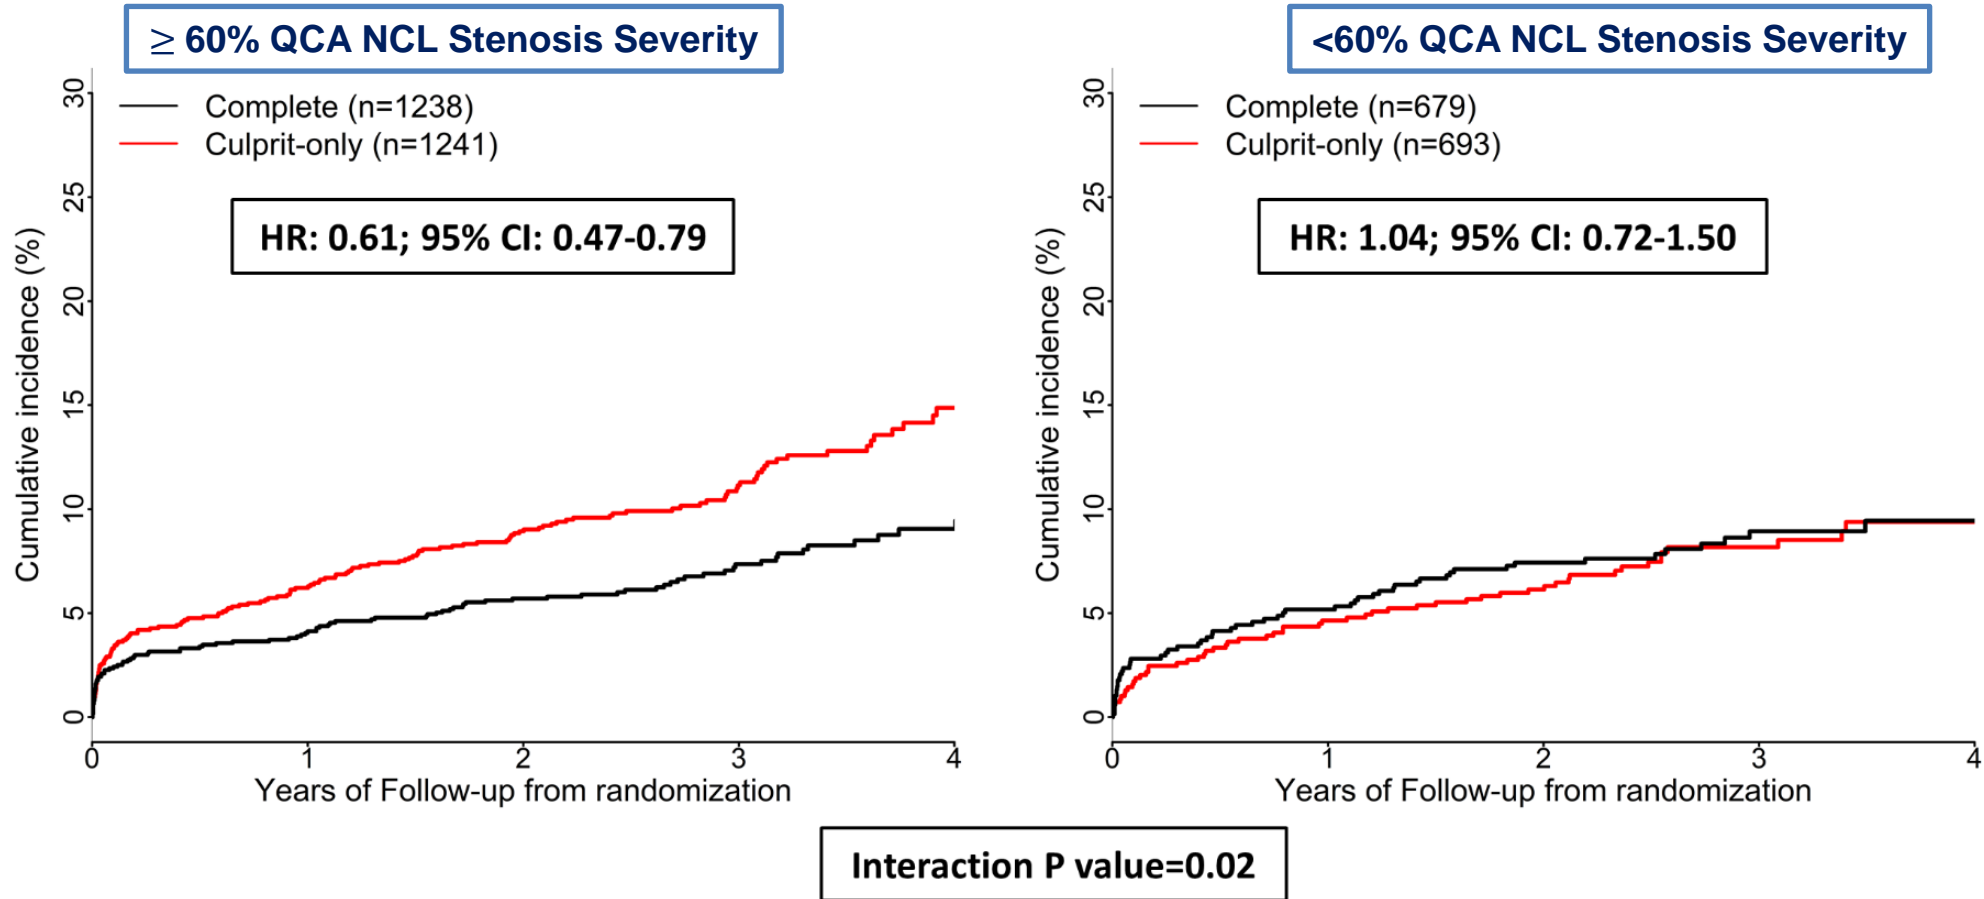 ≥ 60% QCA NCL Stenosis Severity
Complete (n=1238)
Culprit-only (n=1241)
HR: 0.61; 95% CI: 0.47-0.79
Cumulative incidence (%)
30
25
20
15
10
5
0
0 1 2 3 4
Years of Follow-up from randomization
<60% QCA NCL Stenosis Severity
Complete (n=679)
Culprit-only (n=693)
HR: 1.04; 95% CI: 0.72-1.50
Cumulative incidence (%)
30
25
20
15
10
5
0
0 1 2 3 4
Years of Follow-up from randomization
Interaction P value=0.02